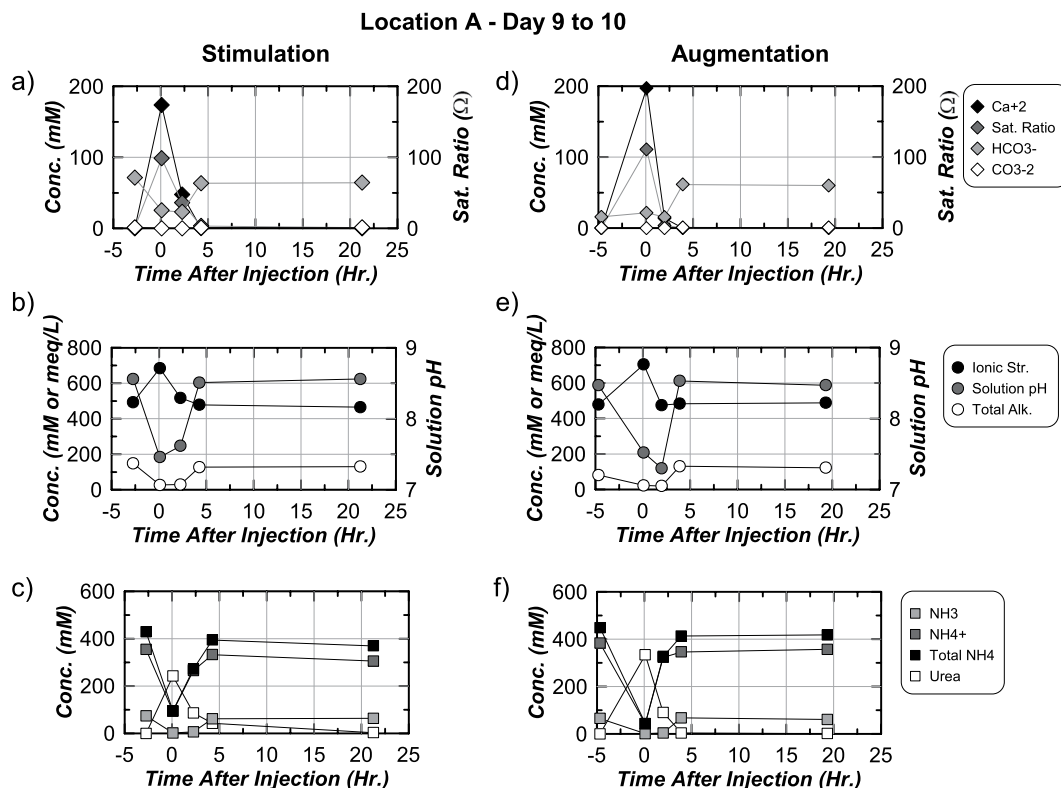 Location A - Day 9 to 10
Stimulation
Augmentation
a)
200
100
0
Conc. (mM)
200
100
0
Sat. Ratio (Ω)
-5 0 5 10 15 20 25
Time After Injection (Hr.)
d)
200
100
0
Conc. (mM)
200
100
0
Sat. Ratio (Ω)
-5 0 5 10 15 20 25
Time After Injection (Hr.)
Ca+2
Sat. Ratio
HCO3-
CO3-2
b)
800
600
400
200
0
Conc. (mM or meq/L)
9
8
7
Solution pH
-5 0 5 10 15 20 25
Time After Injection (Hr.)
e)
800
600
400
200
0
Conc. (mM or meq/L)
9
8
7
Solution pH
-5 0 5 10 15 20 25
Time After Injection (Hr.)
Ionic Str.
Solution pH
Total Alk.
c)
600
400
200
0
Conc. (mM)
-5 0 5 10 15 20 25
Time After Injection (Hr.)
f)
600
400
200
0
Conc. (mM)
-5 0 5 10 15 20 25
Time After Injection (Hr.)
NH3
NH4+
Total NH4
Urea